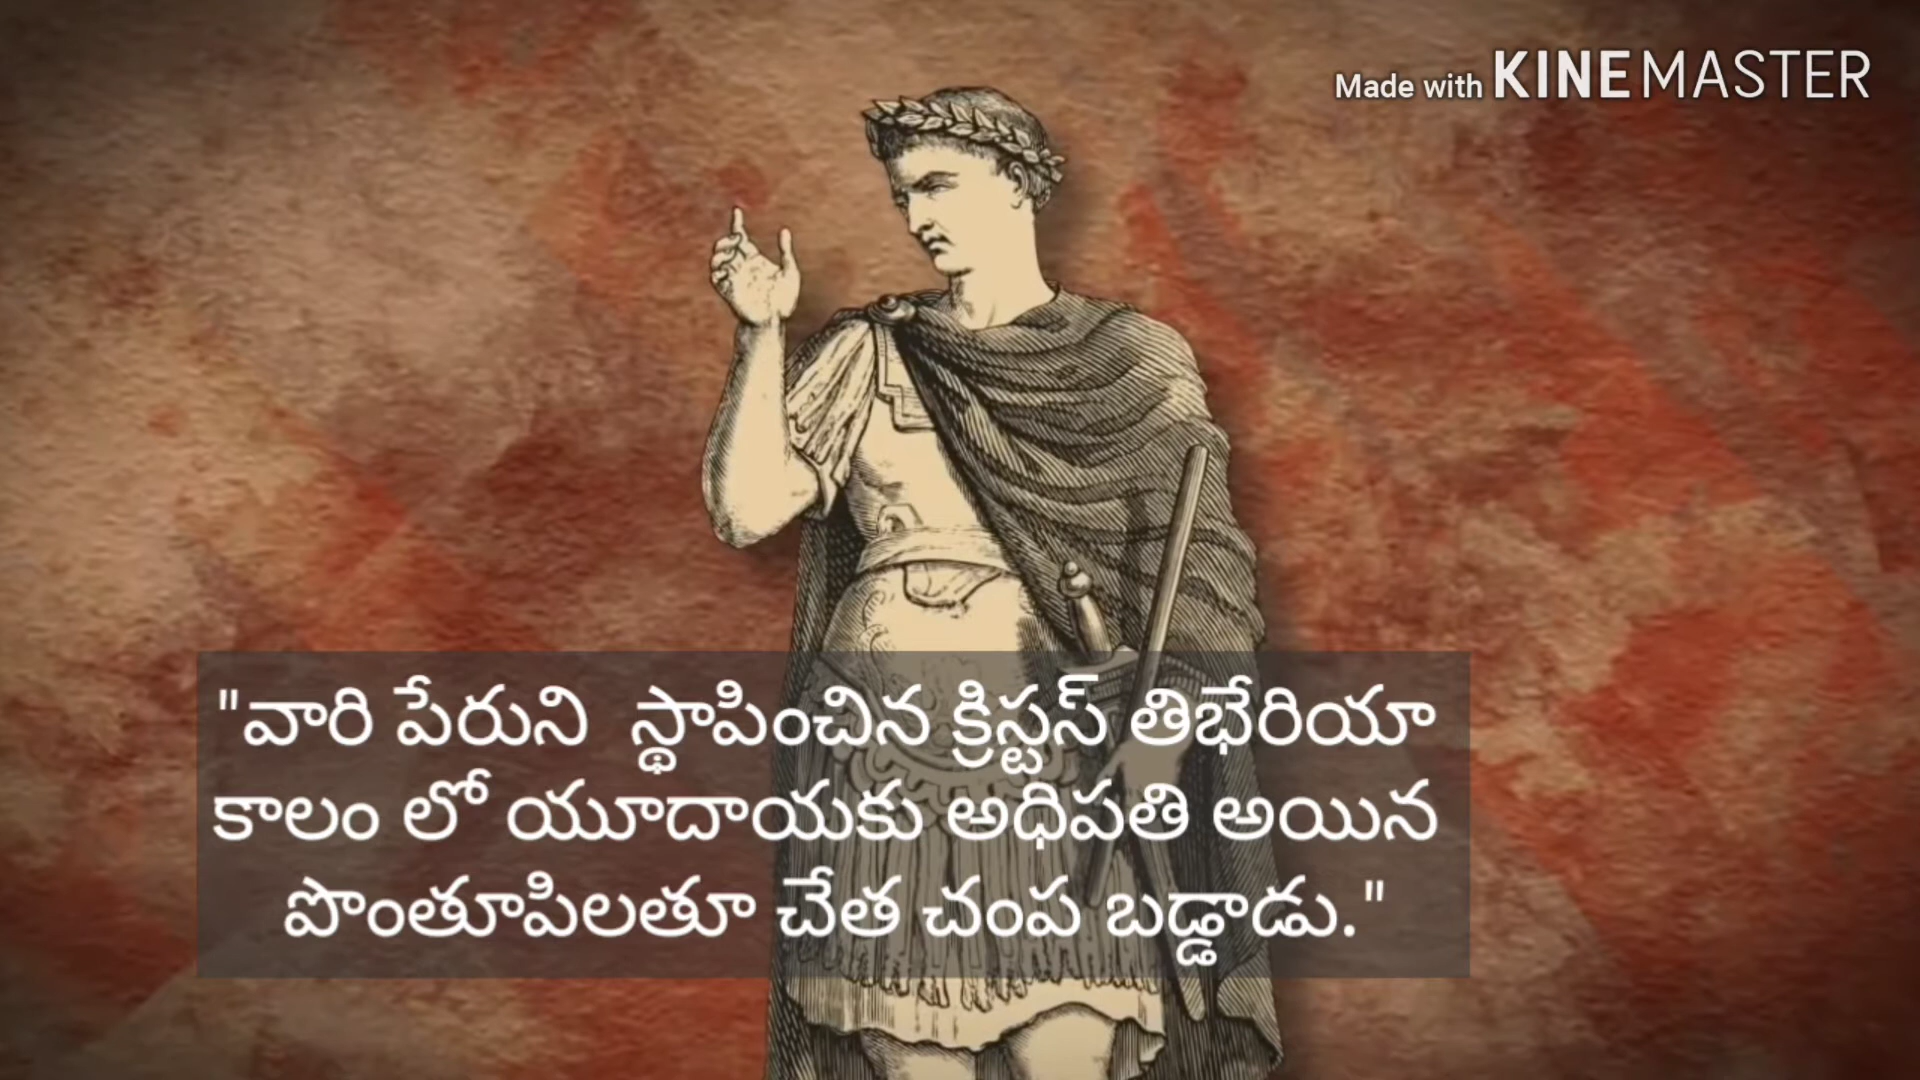 Made with KINEMASTER
"వారి పేరుని స్థాపించిన క్రిస్టస్ తిభేరియా
కాలం లో యూదాయకు అధిపతి అయిన
పొంతూపిలతూ చేత చంప బడ్డాడు."